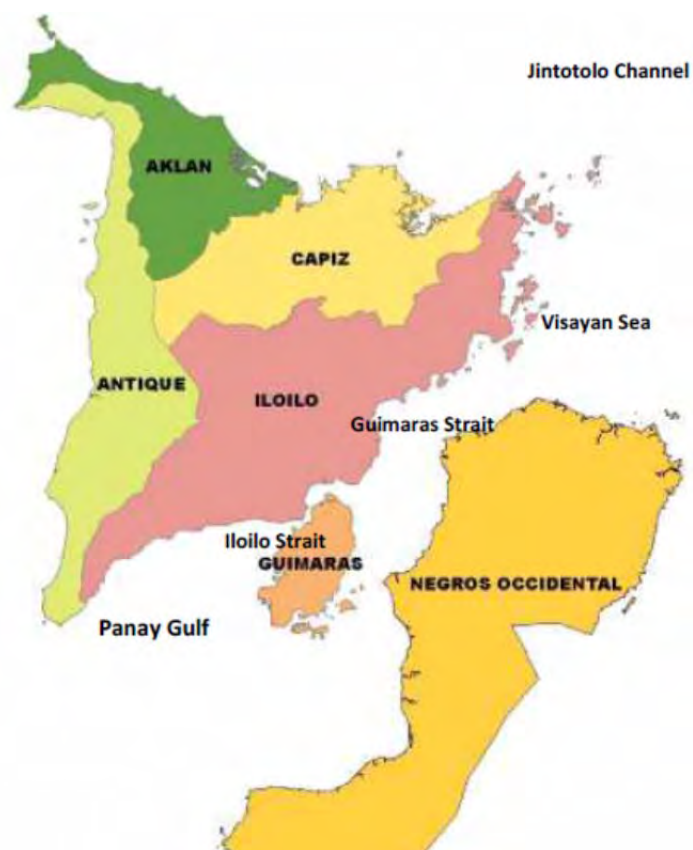 Jintotolo Channel
AKLAN
CAPIZ
Visayan Sea
ANTIQUE
ILOILO
Guimaras Strait
Iloilo Strait
GUIMARAS
NEGROS OCCIDENTAL
Panay Gulf